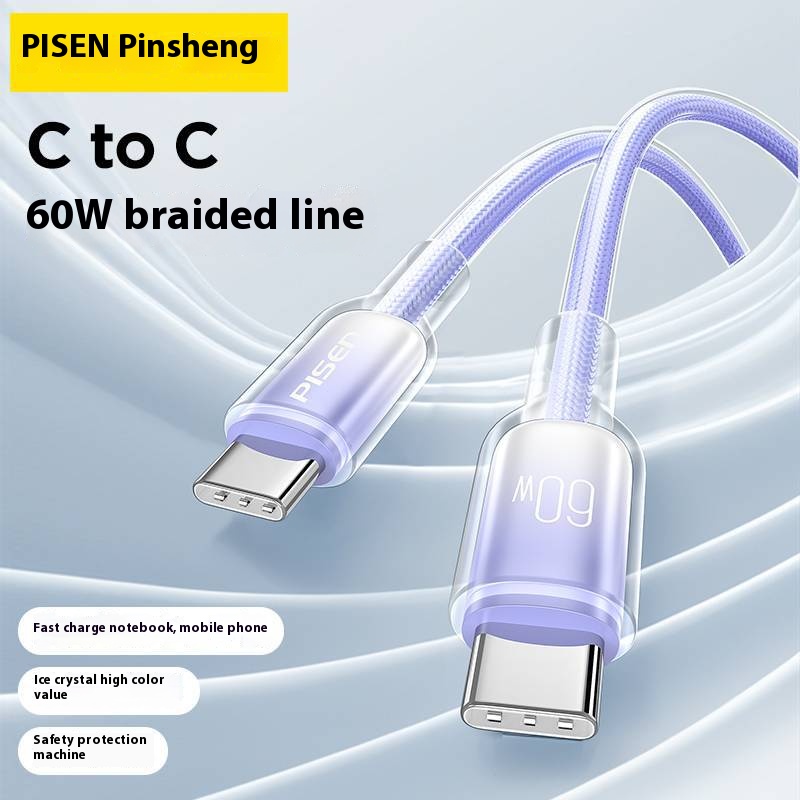 PISEN Pinsheng
C to C
60W braided line
PISEN
60W
Fast charge notebook, mobile phone
Ice crystal high color
value
Safety protection
machine